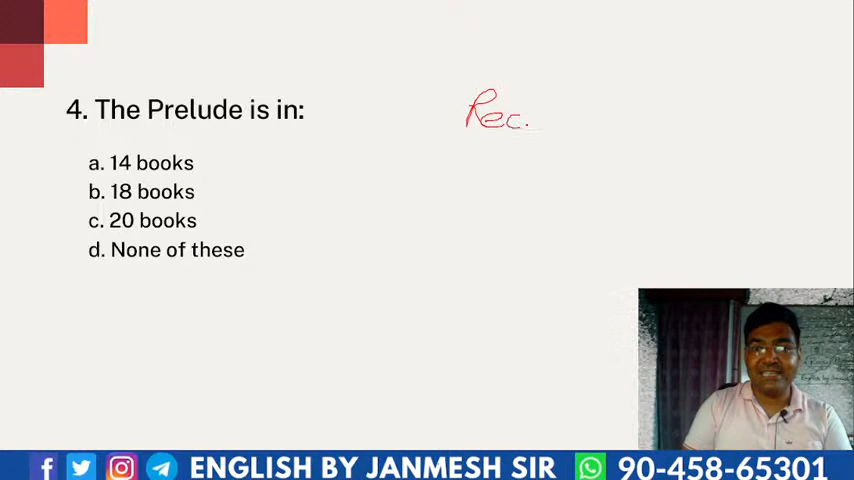 4. The Prelude is in:
Rec.
a. 14 books
b. 18 books
c. 20 books
d. None of these
ENGLISH BY JANMESH SIR 90-458-65301